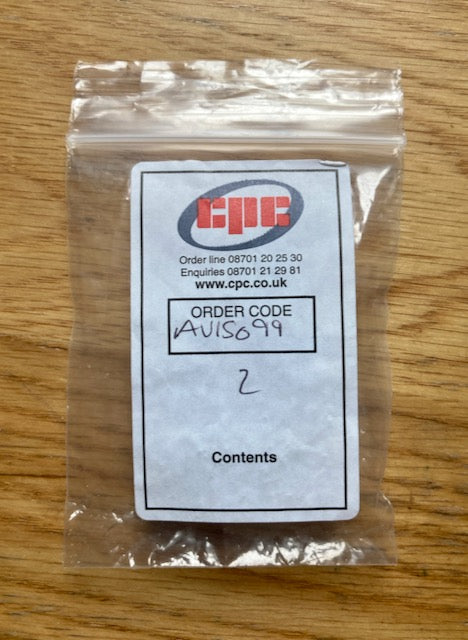 cpc
Order line 08701 20 25 30
Enquiries 08701 21 29 81
www.cpc.co.uk
ORDER CODE
AV15099
2
Contents